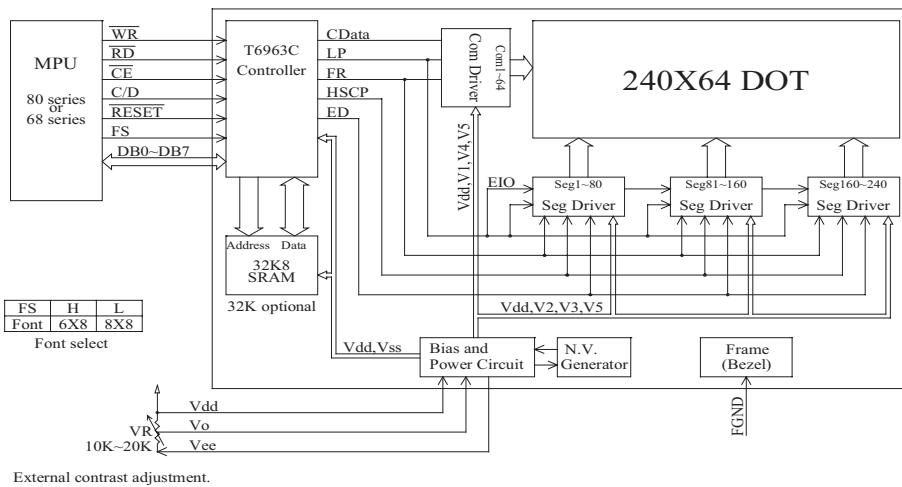 MPU
80 series
or
68 series
WR
RD
CE
C/D
RESET
FS
DB0~DB7
T6963C
Controller
CData
LP
FR
HSCP
ED
Com Driver
Com1~64
240X64 DOT
Vdd,V1,V4,V5
EIO
Seg1~80
Seg Driver
Seg81~160
Seg Driver
Seg160~240
Seg Driver
Address Data
32K8
SRAM
32K optional
Vdd,V2,V3,V5
FS H L
Font 6X8 8X8
Font select
Vdd,Vss
Bias and
Power Circuit
N.V.
Generator
Frame
(Bezel)
FGND
Vdd
Vo
Vee
VR
10K~20K
External contrast adjustment.